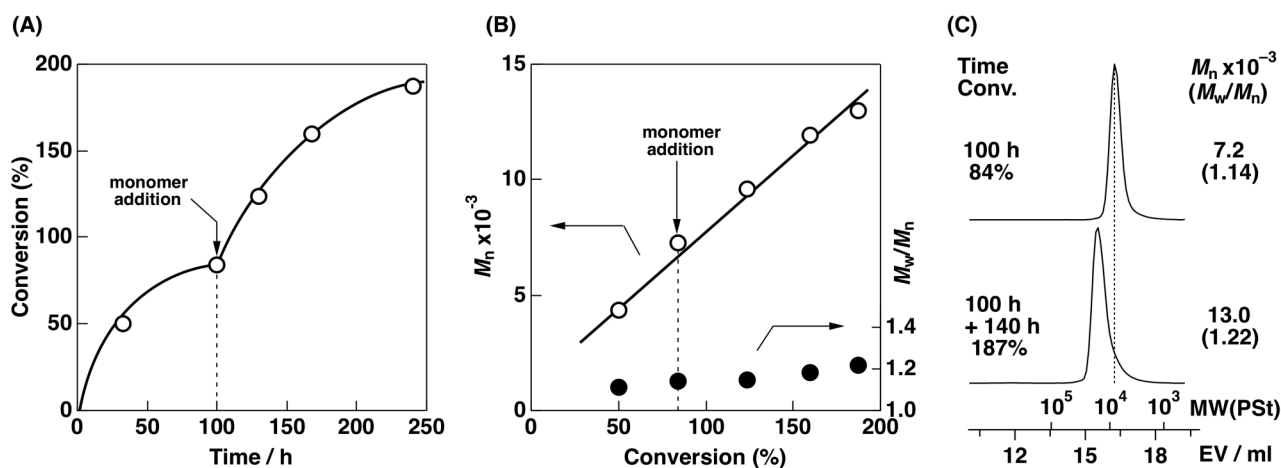 (A)
200
150
100
50
0
Conversion (%)
monomer
addition
0 50 100 150 200 250
Time / h
(B)
15
10
5
0
Mn x10−3
monomer
addition
Mw/Mn
1.4
1.2
1.0
0 50 100 150 200
Conversion (%)
(C)
Time
Conv.
Mn x10−3
(Mw/Mn)
100 h
84%
7.2
(1.14)
100 h
+ 140 h
187%
13.0
(1.22)
10⁵ 10⁴ 10³ MW(PSt)
12 15 18 EV / ml